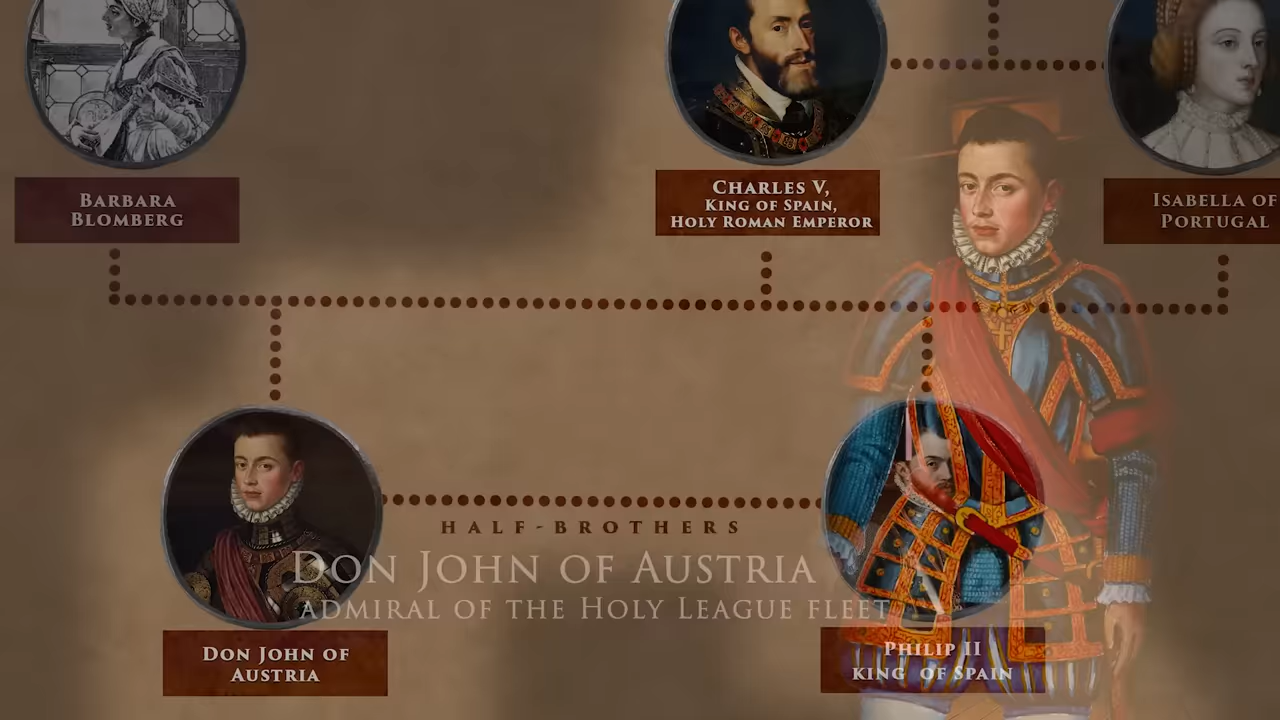 BARBARA
BLOMBERG
CHARLES V,
KING OF SPAIN,
HOLY ROMAN EMPEROR
ISABELLA OF
PORTUGAL
HALF-BROTHERS
DON JOHN OF AUSTRIA
ADMIRAL OF THE HOLY LEAGUE FLEET
DON JOHN OF
AUSTRIA
PHILIP II
KING OF SPAIN